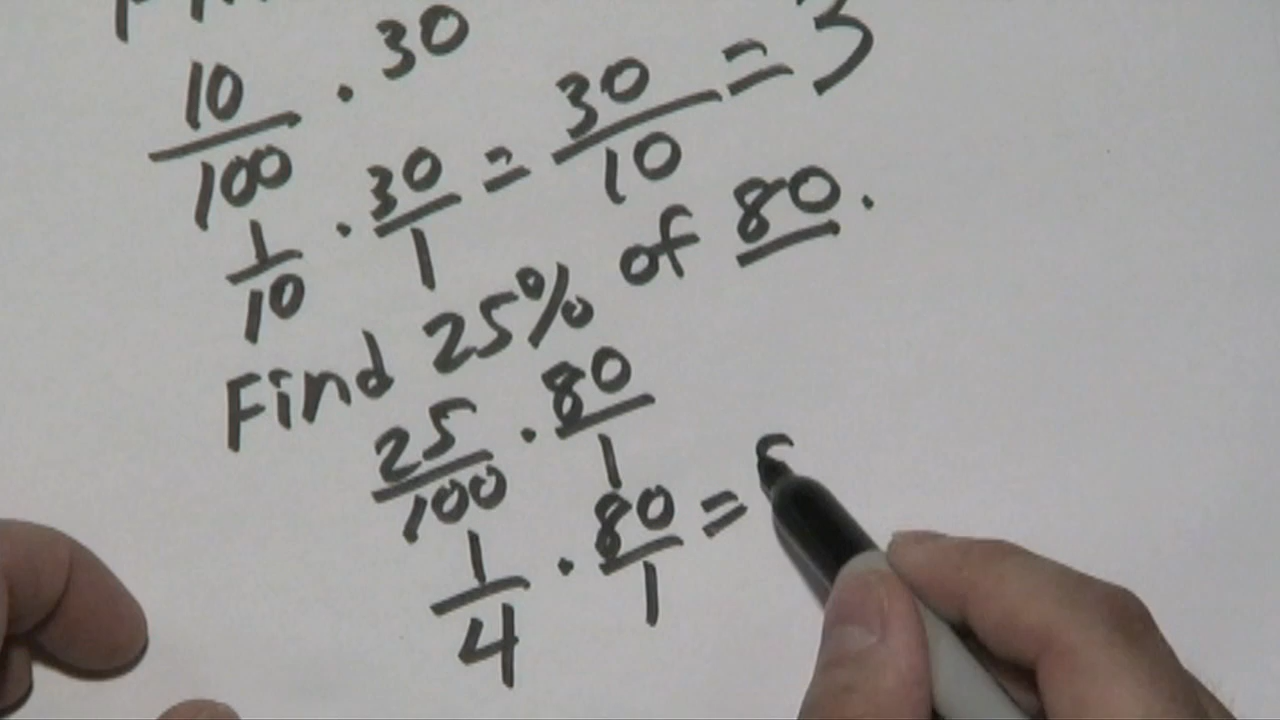 10/100 · 30
1/10 · 30/1 = 30/10 = 3
Find 25% of 80.
25/100 · 80/1
1/4 · 80/1 =